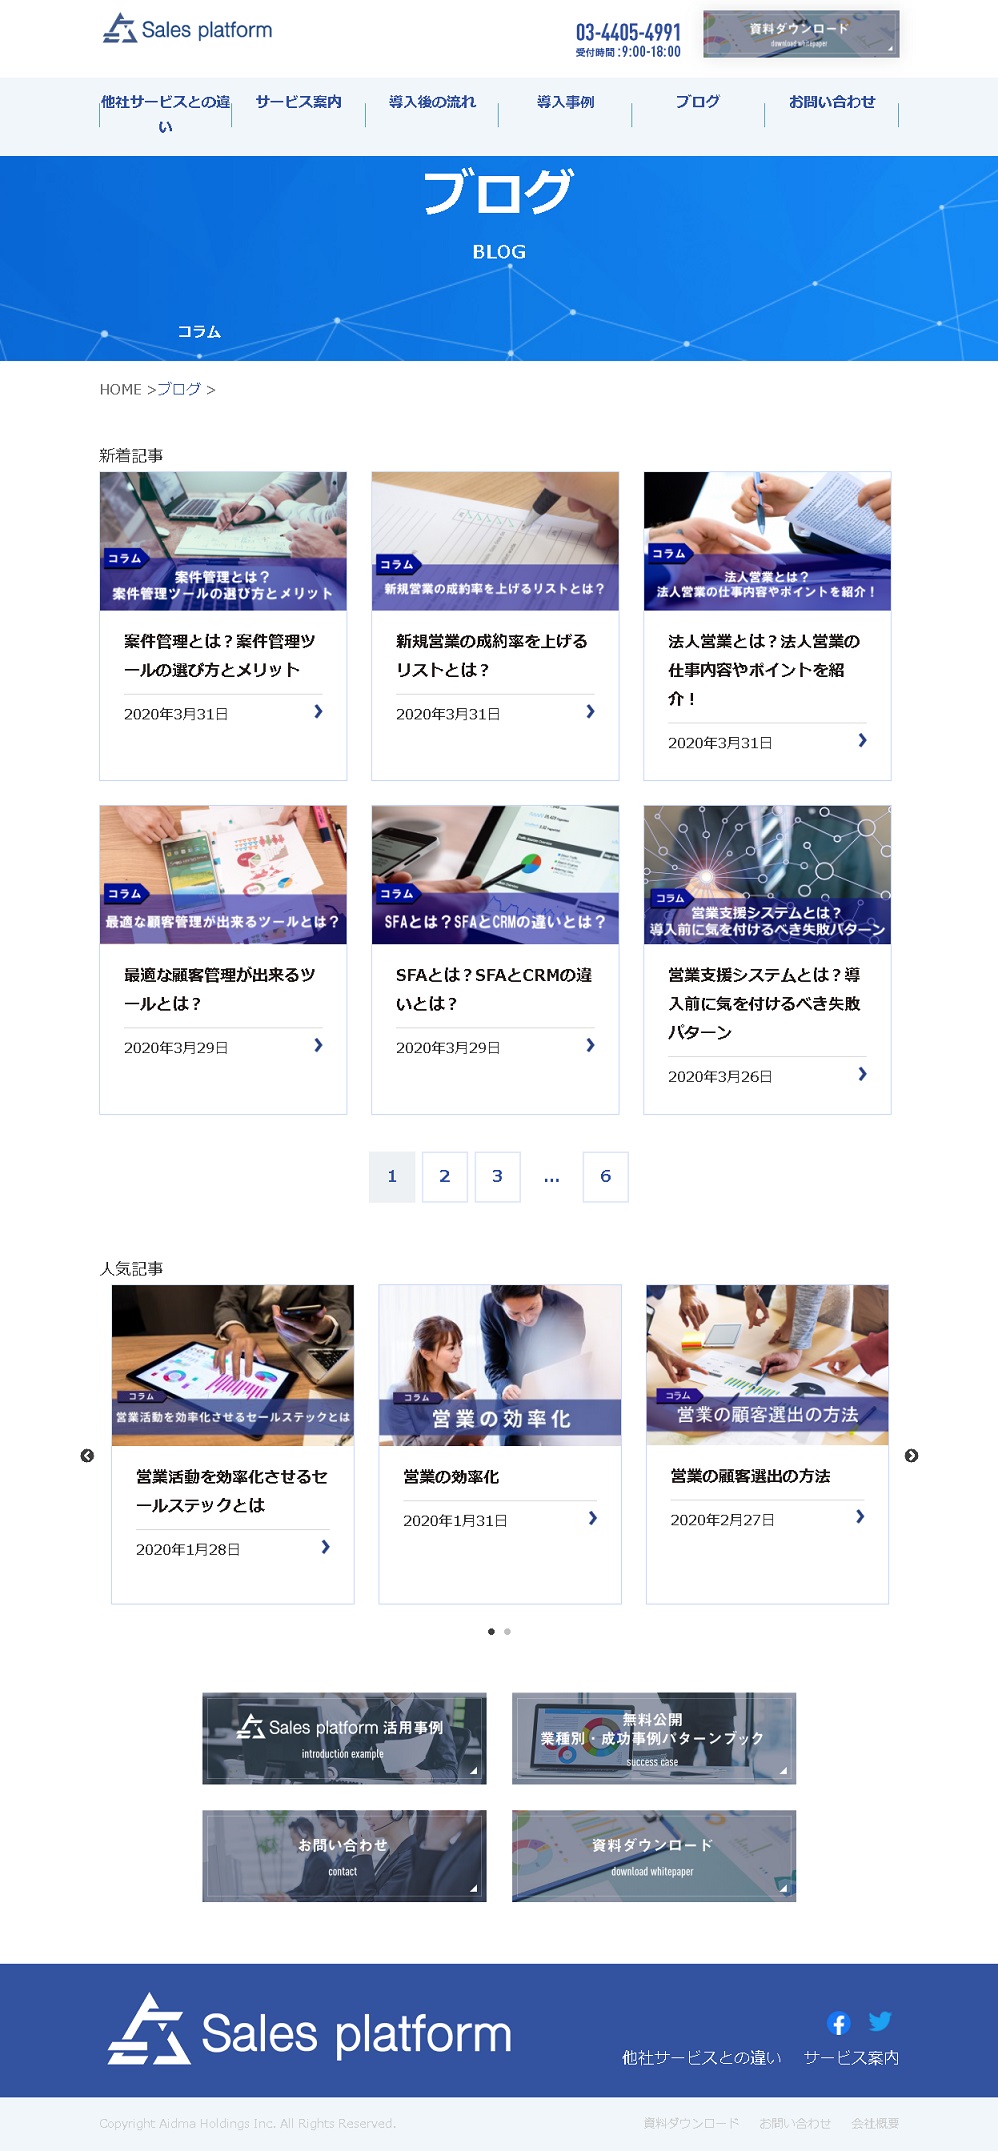 Sales platform
03-4405-4991
受付時間：9:00-18:00
資料ダウンロード
download whitepaper
他社サービスとの違
い
サービス案内
導入後の流れ
導入事例
ブログ
お問い合わせ
ブログ
BLOG
コラム
HOME >ブログ >
新着記事
コラム
案件管理とは？
案件管理ツールの選び方とメリット
案件管理とは？案件管理ツ
ールの選び方とメリット
2020年3月31日
コラム
新規営業の成約率を上げるリストとは？
新規営業の成約率を上げる
リストとは？
2020年3月31日
コラム
法人営業とは？
法人営業の仕事内容やポイントを紹介！
法人営業とは？法人営業の
仕事内容やポイントを紹
介！
2020年3月31日
コラム
最適な顧客管理が出来るツールとは？
最適な顧客管理が出来るツ
ールとは？
2020年3月29日
コラム
SFAとは？SFAとCRMの違いとは？
SFAとは？SFAとCRMの違
いとは？
2020年3月29日
コラム
営業支援システムとは？
導入前に気を付けるべき失敗パターン
営業支援システムとは？導
入前に気を付けるべき失敗
パターン
2020年3月26日
1 2 3 … 6
人気記事
コラム
営業活動を効率化させるセールステックとは
営業活動を効率化させるセ
ールステックとは
2020年1月28日
コラム
営業の効率化
営業の効率化
2020年1月31日
コラム
営業の顧客選出の方法
営業の顧客選出の方法
2020年2月27日
Sales platform 活用事例
introduction example
無料公開
業種別・成功事例パターンブック
success case
お問い合わせ
contact
資料ダウンロード
download whitepaper
Sales platform
他社サービスとの違い サービス案内
Copyright Aidma Holdings Inc. All Rights Reserved.
資料ダウンロード お問い合わせ 会社概要